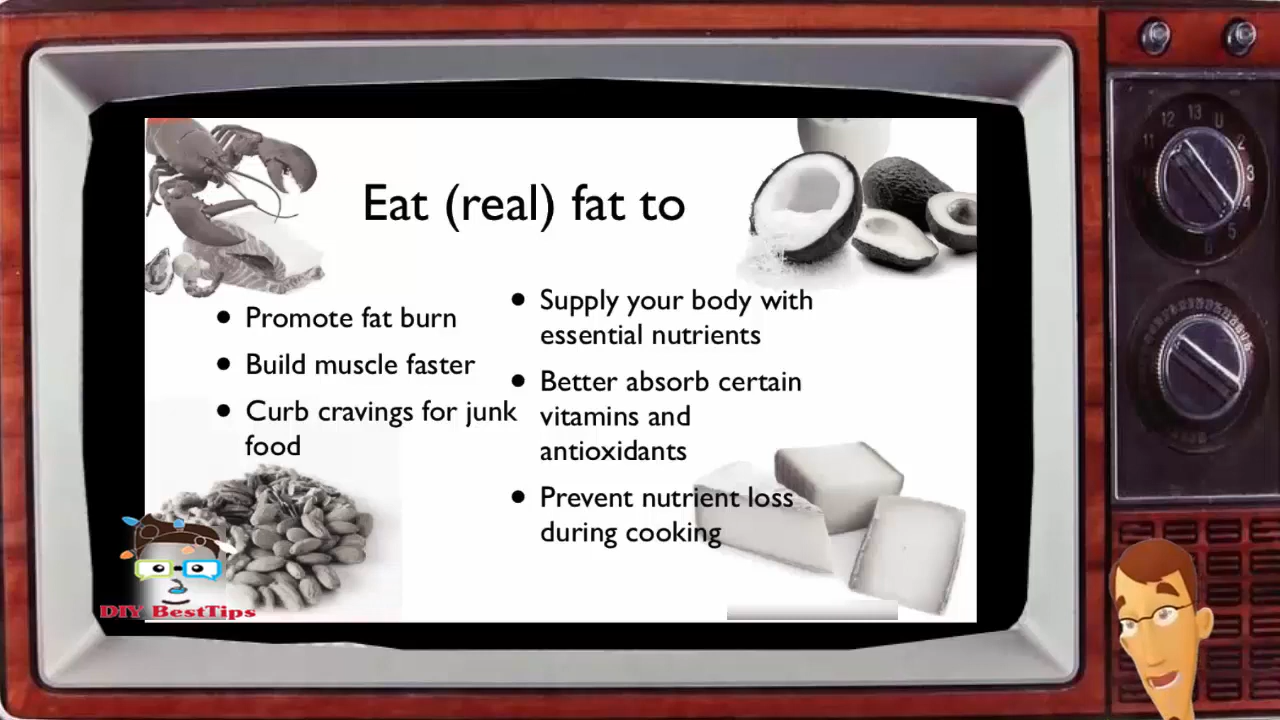 Eat (real) fat to
• Promote fat burn
• Build muscle faster
• Curb cravings for junk
food
• Supply your body with
essential nutrients
• Better absorb certain
vitamins and
antioxidants
• Prevent nutrient loss
during cooking
DIY BestTips
12 13 U
11 2
3
4
5
6